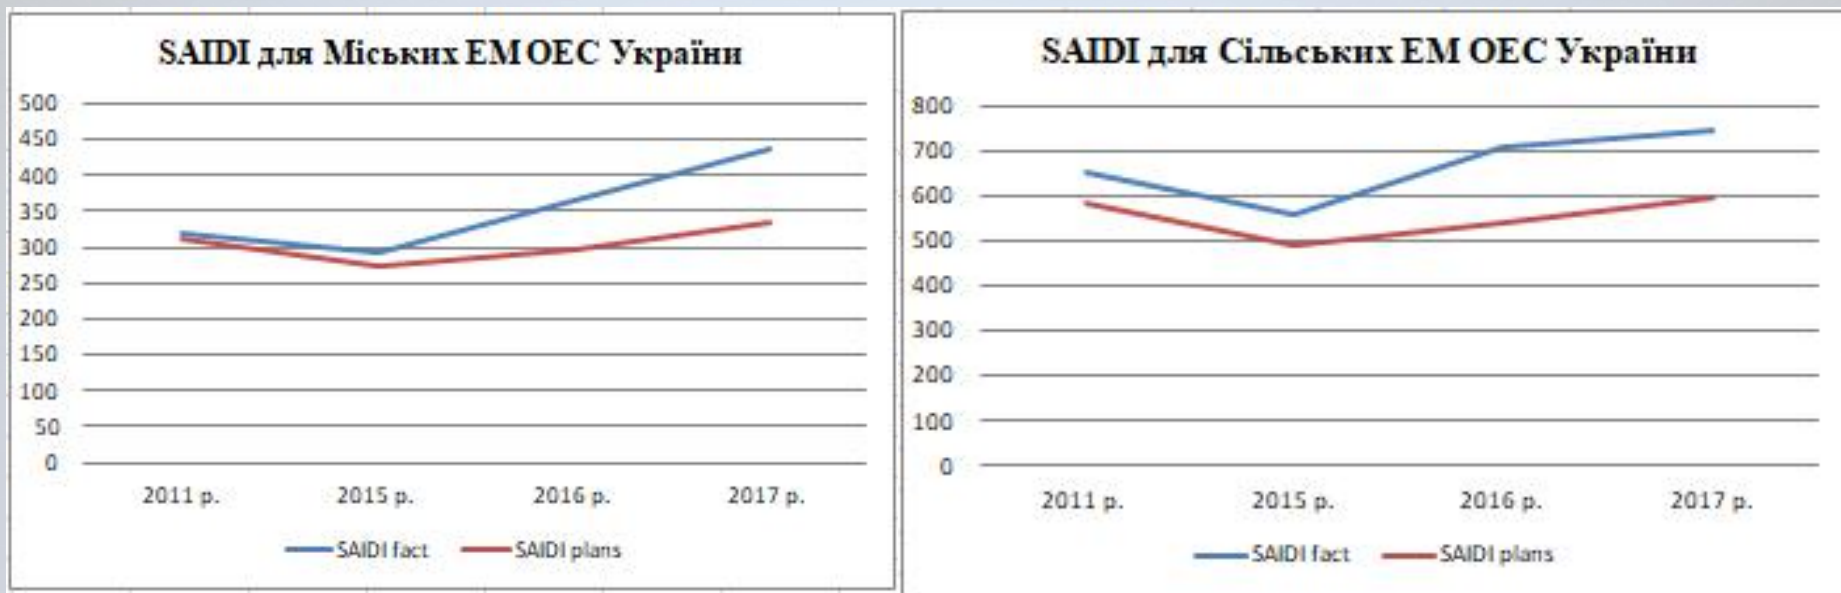 SAIDI для Міських ЕМ ОЕС України
500
450
400
350
300
250
200
150
100
50
0
2011 р.
2015 р.
2016 р.
2017 р.
SAIDI fact
SAIDI plans
SAIDI для Сільських ЕМ ОЕС України
800
700
600
500
400
300
200
100
0
2011 р.
2015 р.
2016 р.
2017 р.
SAIDI fact
SAIDI plans